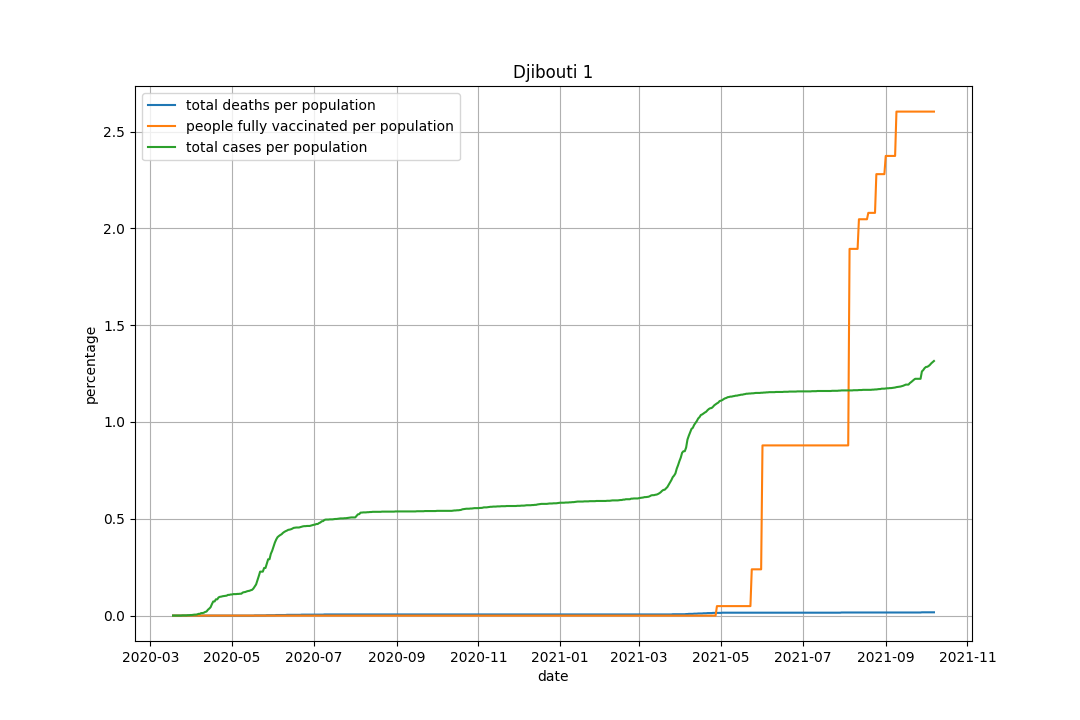 Djibouti 1
total deaths per population
people fully vaccinated per population
total cases per population
percentage
2.5
2.0
1.5
1.0
0.5
0.0
2020-03 2020-05 2020-07 2020-09 2020-11 2021-01 2021-03 2021-05 2021-07 2021-09 2021-11
date